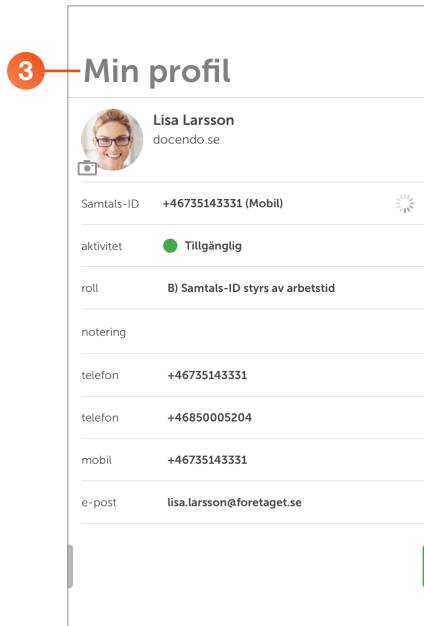 3 Min profil
Lisa Larsson
docendo.se
Samtals-ID +46735143331 (Mobil)
aktivitet Tillgänglig
roll B) Samtals-ID styrs av arbetstid
notering
telefon +46735143331
telefon +46850005204
mobil +46735143331
e-post lisa.larsson@foretaget.se